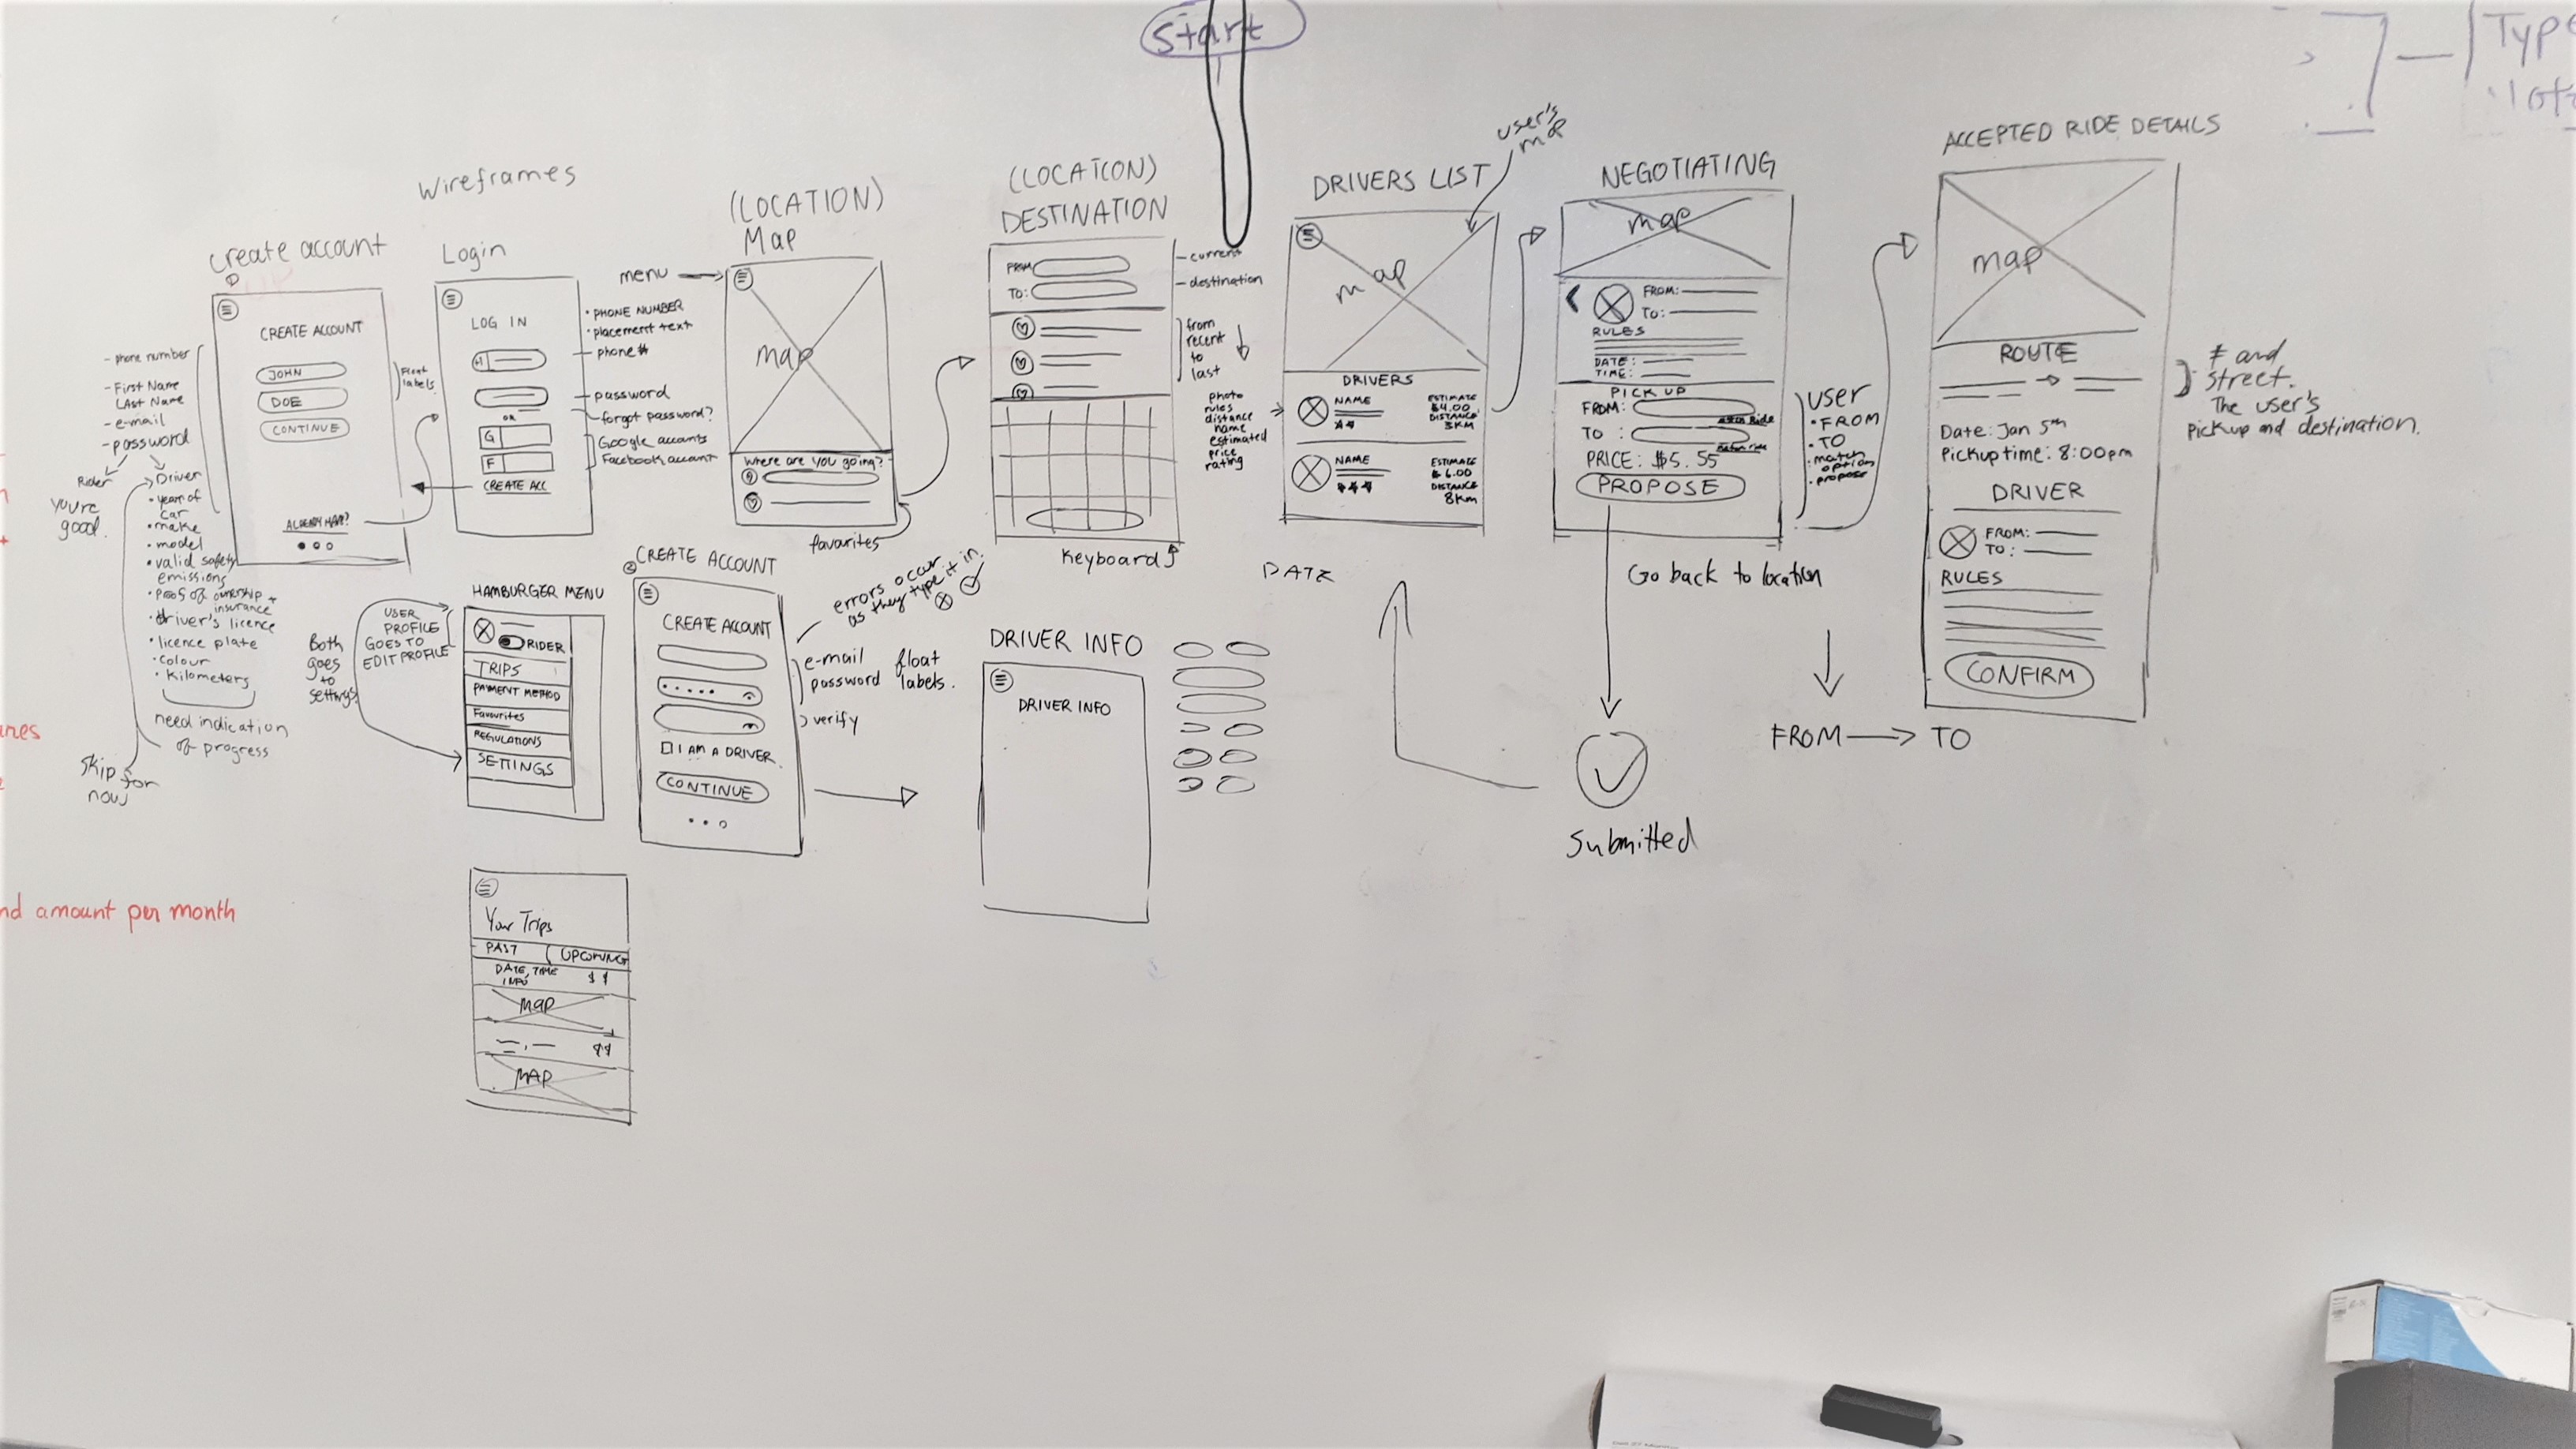 Start
Type
Wireframes
create account
CREATE ACCOUNT
JOHN
DOE
CONTINUE
ALREADY HAVE?
- phone number
- First Name
Last Name
- e-mail
- password
Float
labels
Rider
you're
good.
Driver
• year of
car
• make
• model
• valid safety
emissions
• proof of ownership +
insurance
• driver's licence
• licence plate
• colour
• kilometers
need indication
of progress
Skip for
now
Login
LOG IN
+1
OR
G
F
CREATE ACC
• PHONE NUMBER
• placement text
- phone #
- password
- forgot password?
Google accounts
Facebook account
(LOCATION)
Map
menu
map
Where are you going?
favourites
(LOCATION)
DESTINATION
FROM
TO:
- current
- destination
from
recent
to
last
Keyboard
DRIVERS LIST
user's
map
DRIVERS
NAME
ESTIMATE
$4.00
DISTANCE
3KM
NAME
ESTIMATE
$6.00
DISTANCE
8km
photo
rules
distance
name
estimated
price
rating
DATE
NEGOTIATING
map
FROM:
TO:
RULES
DATE:
TIME:
PICK UP
FROM:
TO :
PRICE: $5.55
PROPOSE
USER
• FROM
• TO
• match
option
• propose
Go back to location
FROM → TO
Submitted
ACCEPTED RIDE DETAILS
map
ROUTE
Date: Jan 5th
Pickup time: 8:00pm
DRIVER
FROM:
TO:
RULES
CONFIRM
# and
street.
The user's
pickup and destination.
HAMBURGER MENU
RIDER
TRIPS
PAYMENT METHOD
Favourites
REGULATIONS
SETTINGS
USER
PROFILE
GOES TO
EDIT PROFILE
Both
goes
to
settings
CREATE ACCOUNT
CREATE ACCOUNT
I AM A DRIVER.
CONTINUE
errors occur
as they type it in.
e-mail
password
float
labels.
verify
DRIVER INFO
DRIVER INFO
Your Trips
PAST
UPCOMING
DATE, TIME
INFO
$$
MAP
$$
MAP
nd amount per month